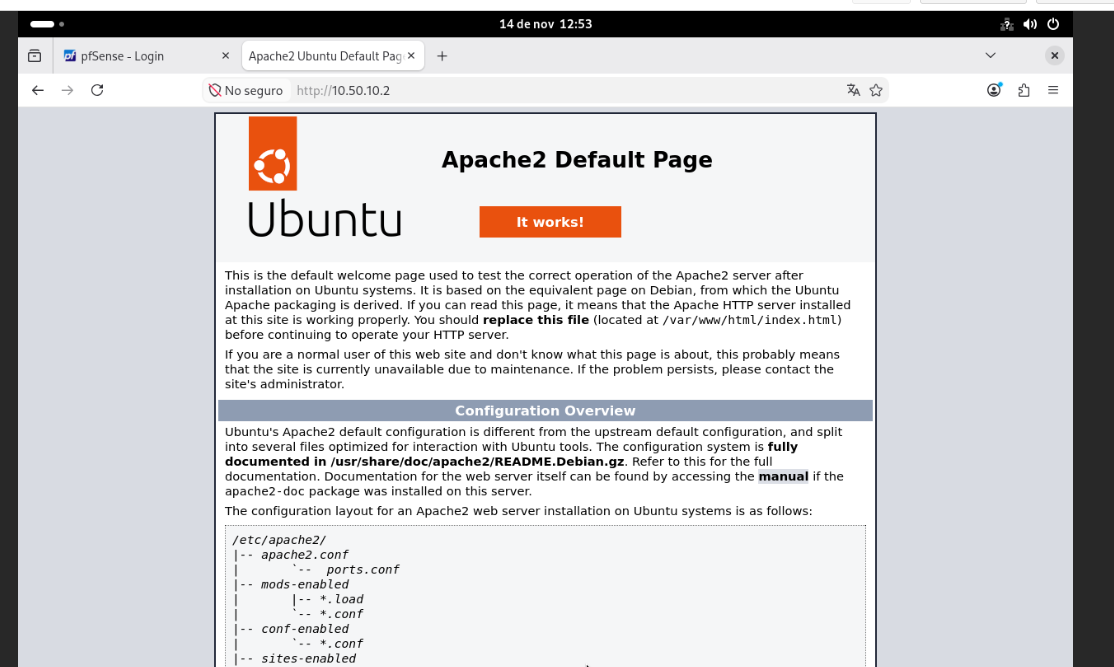 14 de nov 12:53
pfSense - Login
Apache2 Ubuntu Default Pag
No seguro http://10.50.10.2
Apache2 Default Page
Ubuntu
It works!
This is the default welcome page used to test the correct operation of the Apache2 server after
installation on Ubuntu systems. It is based on the equivalent page on Debian, from which the Ubuntu
Apache packaging is derived. If you can read this page, it means that the Apache HTTP server installed
at this site is working properly. You should replace this file (located at /var/www/html/index.html)
before continuing to operate your HTTP server.
If you are a normal user of this web site and don't know what this page is about, this probably means
that the site is currently unavailable due to maintenance. If the problem persists, please contact the
site's administrator.
Configuration Overview
Ubuntu's Apache2 default configuration is different from the upstream default configuration, and split
into several files optimized for interaction with Ubuntu tools. The configuration system is fully
documented in /usr/share/doc/apache2/README.Debian.gz. Refer to this for the full
documentation. Documentation for the web server itself can be found by accessing the manual if the
apache2-doc package was installed on this server.
The configuration layout for an Apache2 web server installation on Ubuntu systems is as follows:
/etc/apache2/
|-- apache2.conf
|       `--  ports.conf
|-- mods-enabled
|       |-- *.load
|       `-- *.conf
|-- conf-enabled
|       `-- *.conf
|-- sites-enabled